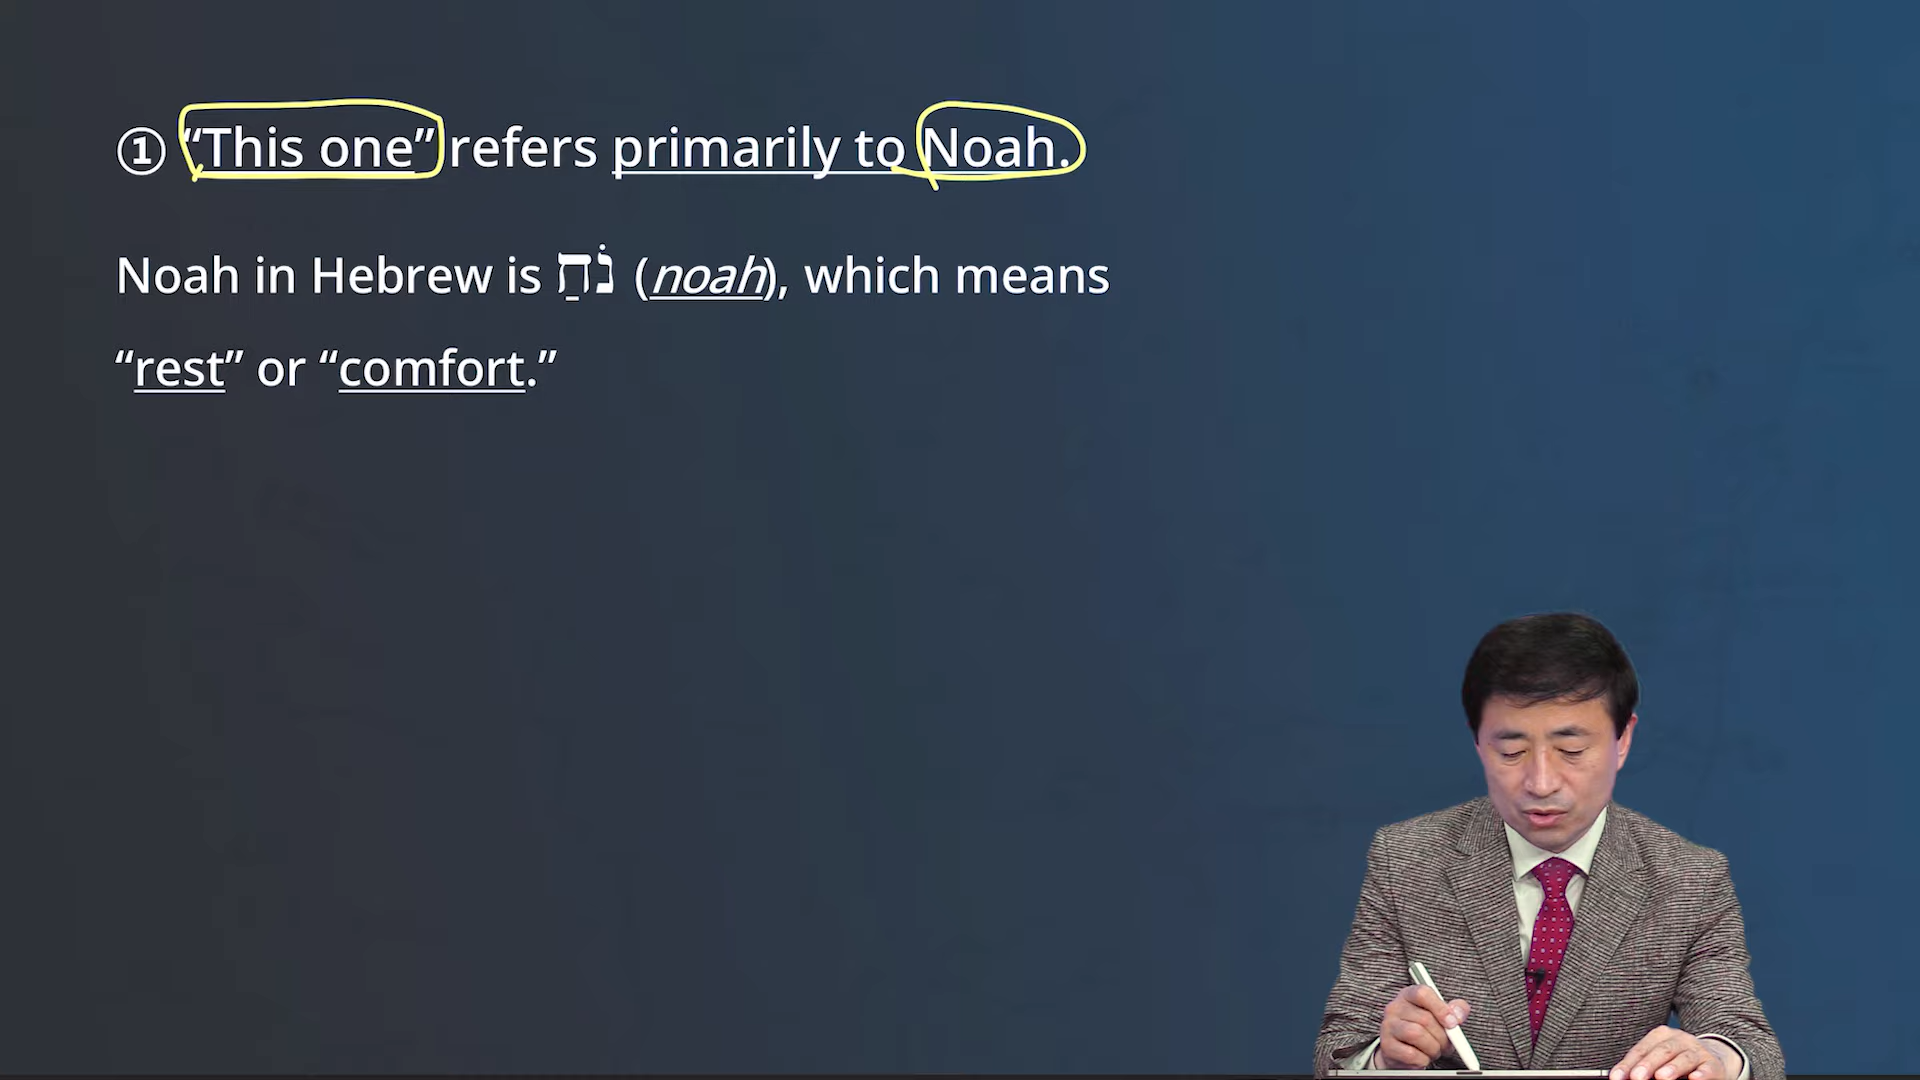 ① “This one” refers primarily to Noah.
Noah in Hebrew is נֹחַ (noah), which means
“rest” or “comfort.”